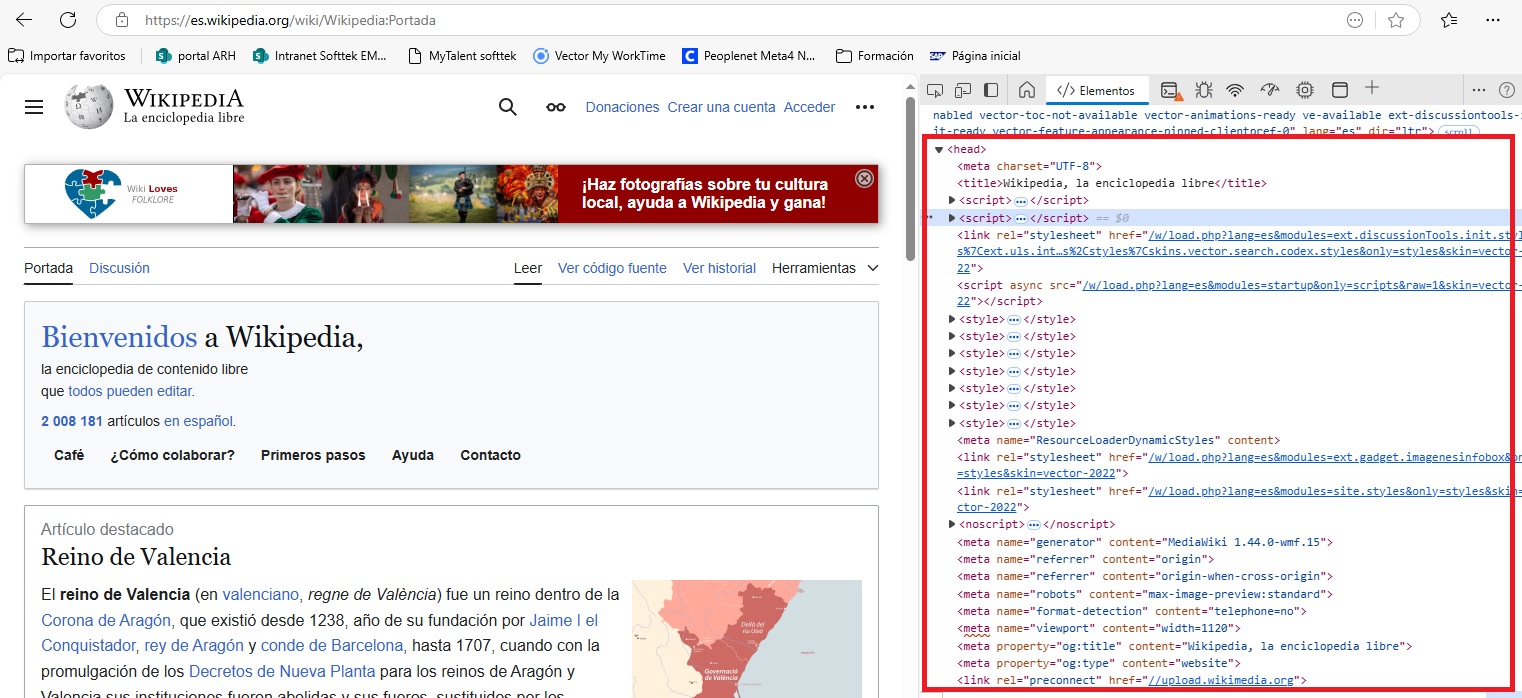 https://es.wikipedia.org/wiki/Wikipedia:Portada
Importar favoritos
portal ARH
Intranet Softtek EM...
MyTalent softtek
Vector My WorkTime
Peoplenet Meta4 N...
Formación
Página inicial
WIKIPEDIA
La enciclopedia libre
Donaciones Crear una cuenta Acceder
Wiki Loves
FOLKLORE
¡Haz fotografías sobre tu cultura
local, ayuda a Wikipedia y gana!
Portada Discusión
Leer Ver código fuente Ver historial Herramientas
Bienvenidos a Wikipedia,
la enciclopedia de contenido libre
que todos pueden editar.
2 008 181 artículos en español.
Café ¿Cómo colaborar? Primeros pasos Ayuda Contacto
Artículo destacado
Reino de Valencia
El reino de Valencia (en valenciano, regne de València) fue un reino dentro de la
Corona de Aragón, que existió desde 1238, año de su fundación por Jaime I el
Conquistador, rey de Aragón y conde de Barcelona, hasta 1707, cuando con la
promulgación de los Decretos de Nueva Planta para los reinos de Aragón y
Valencia sus instituciones fueron abolidas y sus fueros, sustituidos por los
Dellà del
riu Uixó
Governació
de València
</> Elementos
nabled vector-toc-not-available vector-animations-ready ve-available ext-discussiontools-
it-ready vector-feature-appearance-pinned-clientpref-0" lang="es" dir="ltr"> scroll
<head>
<meta charset="UTF-8">
<title>Wikipedia, la enciclopedia libre</title>
<script>…</script>
<script>…</script> == $0
<link rel="stylesheet" href="/w/load.php?lang=es&modules=ext.discussionTools.init.styl
s%7Cext.uls.int…s%2Cstyles%7Cskins.vector.search.codex.styles&only=styles&skin=vector-
22">
<script async src="/w/load.php?lang=es&modules=startup&only=scripts&raw=1&skin=vector-
22"></script>
<style>…</style>
<style>…</style>
<style>…</style>
<style>…</style>
<style>…</style>
<style>…</style>
<style>…</style>
<meta name="ResourceLoaderDynamicStyles" content>
<link rel="stylesheet" href="/w/load.php?lang=es&modules=ext.gadget.imagenesinfobox&on
=styles&skin=vector-2022">
<link rel="stylesheet" href="/w/load.php?lang=es&modules=site.styles&only=styles&skin=
ctor-2022">
<noscript>…</noscript>
<meta name="generator" content="MediaWiki 1.44.0-wmf.15">
<meta name="referrer" content="origin">
<meta name="referrer" content="origin-when-cross-origin">
<meta name="robots" content="max-image-preview:standard">
<meta name="format-detection" content="telephone=no">
<meta name="viewport" content="width=1120">
<meta property="og:title" content="Wikipedia, la enciclopedia libre">
<meta property="og:type" content="website">
<link rel="preconnect" href="//upload.wikimedia.org">